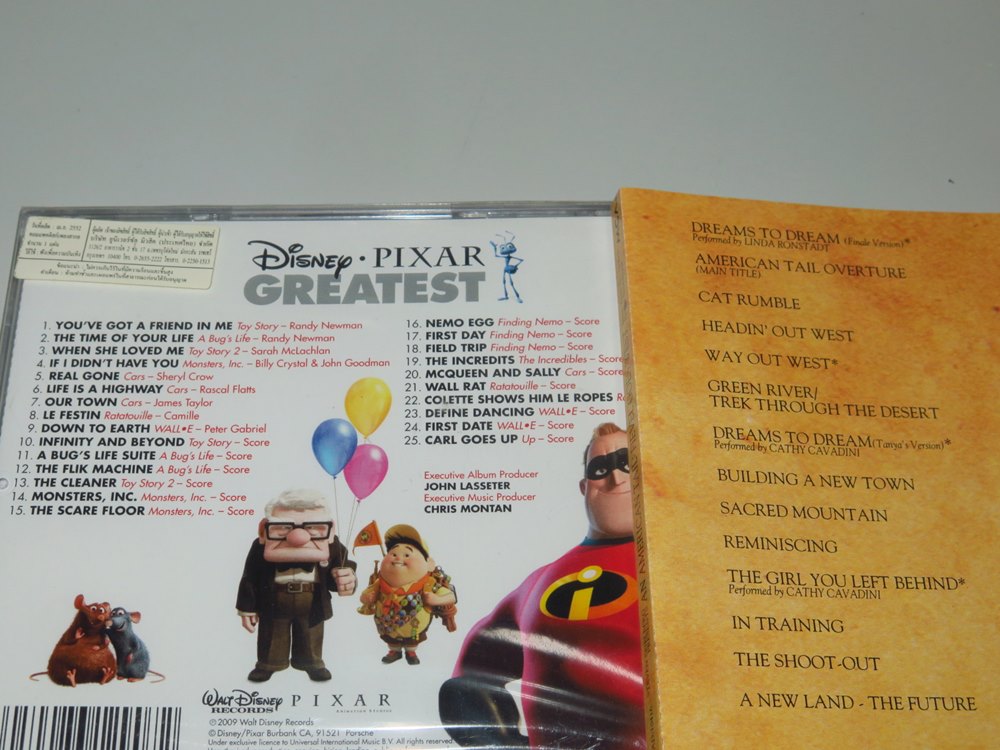 Disney · PIXAR
GREATEST
1. YOU'VE GOT A FRIEND IN ME Toy Story – Randy Newman
2. THE TIME OF YOUR LIFE A Bug's Life – Randy Newman
3. WHEN SHE LOVED ME Toy Story 2 – Sarah McLachlan
4. IF I DIDN'T HAVE YOU Monsters, Inc. – Billy Crystal & John Goodman
5. REAL GONE Cars – Sheryl Crow
6. LIFE IS A HIGHWAY Cars – Rascal Flatts
7. OUR TOWN Cars – James Taylor
8. LE FESTIN Ratatouille – Camille
9. DOWN TO EARTH WALL•E – Peter Gabriel
10. INFINITY AND BEYOND Toy Story – Score
11. A BUG'S LIFE SUITE A Bug's Life – Score
12. THE FLIK MACHINE A Bug's Life – Score
13. THE CLEANER Toy Story 2 – Score
14. MONSTERS, INC. Monsters, Inc. – Score
15. THE SCARE FLOOR Monsters, Inc. – Score
16. NEMO EGG Finding Nemo – Score
17. FIRST DAY Finding Nemo – Score
18. FIELD TRIP Finding Nemo – Score
19. THE INCREDITS The Incredibles – Score
20. MCQUEEN AND SALLY Cars – Score
21. WALL RAT Ratatouille – Score
22. COLETTE SHOWS HIM LE ROPES
23. DEFINE DANCING WALL•E – Score
24. FIRST DATE WALL•E – Score
25. CARL GOES UP Up – Score
Executive Album Producer
JOHN LASSETER
Executive Music Producer
CHRIS MONTAN
WALT DISNEY RECORDS
PIXAR
ANIMATION STUDIOS
℗ 2009 Walt Disney Records
© Disney/Pixar Burbank CA, 91521 Porsche
Under exclusive licence to Universal International Music B.V. All rights reserved
DREAMS TO DREAM (Finale Version)*
Performed by LINDA RONSTADT
AMERICAN TAIL OVERTURE
(MAIN TITLE)
CAT RUMBLE
HEADIN' OUT WEST
WAY OUT WEST*
GREEN RIVER/
TREK THROUGH THE DESERT
DREAMS TO DREAM (Tanya's Version)*
Performed by CATHY CAVADINI
BUILDING A NEW TOWN
SACRED MOUNTAIN
REMINISCING
THE GIRL YOU LEFT BEHIND*
Performed by CATHY CAVADINI
IN TRAINING
THE SHOOT-OUT
A NEW LAND - THE FUTURE